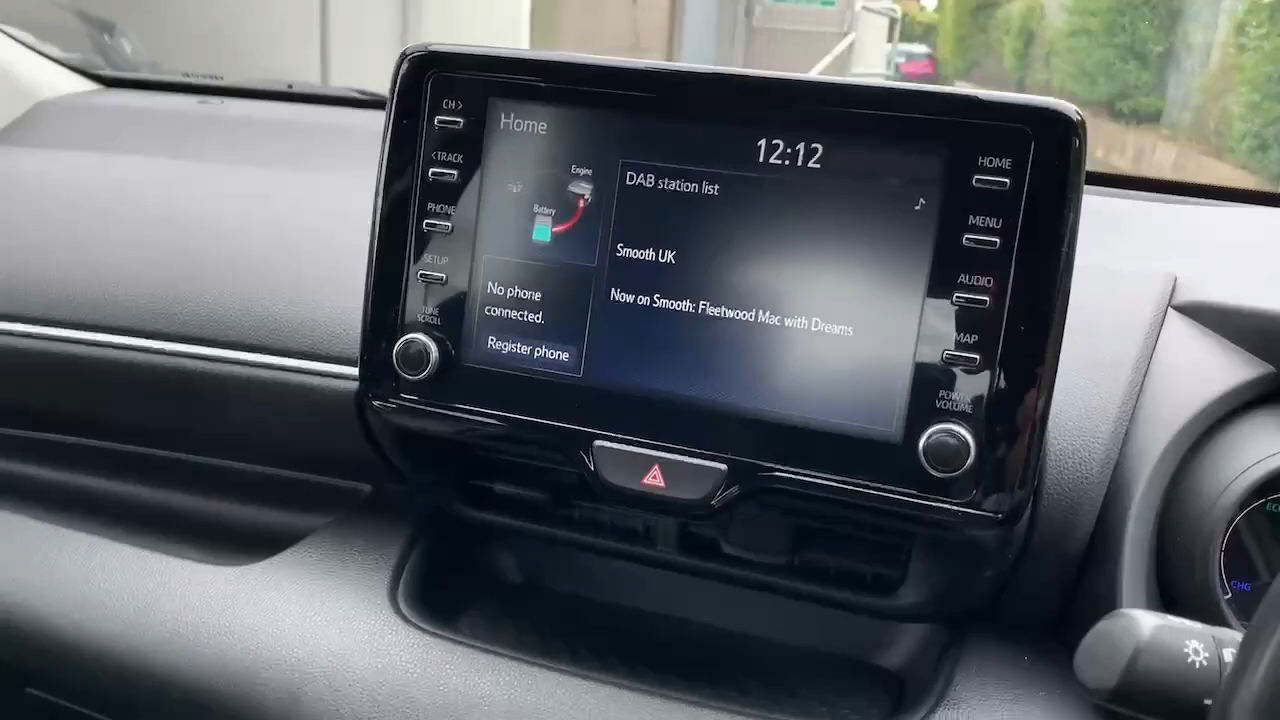 CH >
< TRACK
PHONE
SETUP
TUNE
SCROLL
Home
12:12
Engine
Battery
No phone
connected.
Register phone
DAB station list
Smooth UK
Now on Smooth: Fleetwood Mac with Dreams
HOME
MENU
AUDIO
MAP
POWER
VOLUME
CHG